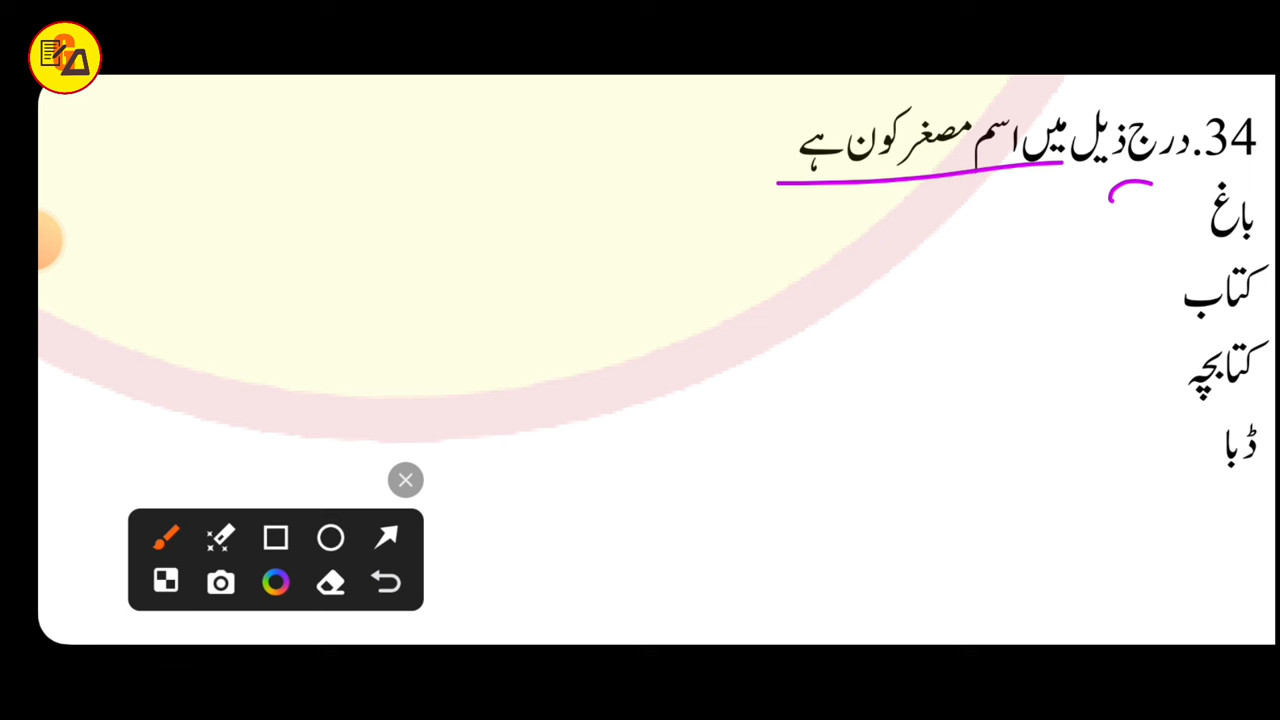 34.درج ذیل میں اسم مصغر کون ہے
باغ
کتاب
کتابچہ
ڈبا